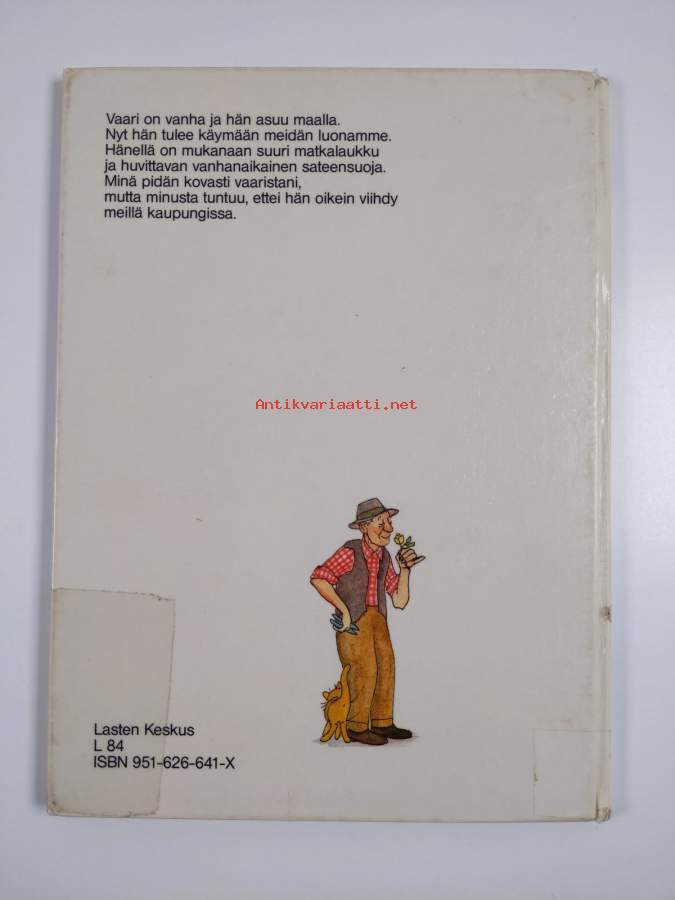 Vaari on vanha ja hän asuu maalla.
Nyt hän tulee käymään meidän luonamme.
Hänellä on mukanaan suuri matkalaukku
ja huvittavan vanhanaikainen sateensuoja.
Minä pidän kovasti vaaristani,
mutta minusta tuntuu, ettei hän oikein viihdy
meillä kaupungissa.
Antikvariaatti.net
Lasten Keskus
L 84
ISBN 951-626-641-X